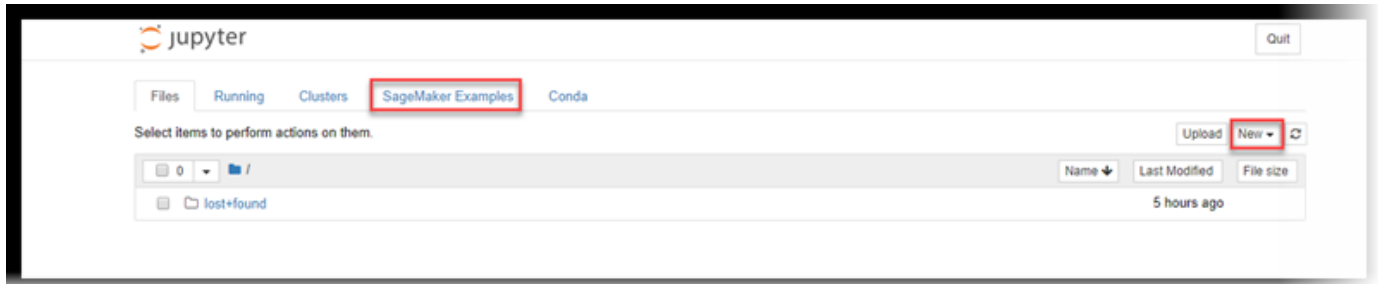 jupyter Quit
Files Running Clusters SageMaker Examples Conda
Select items to perform actions on them. Upload New
0 / Name Last Modified File size
lost+found 5 hours ago